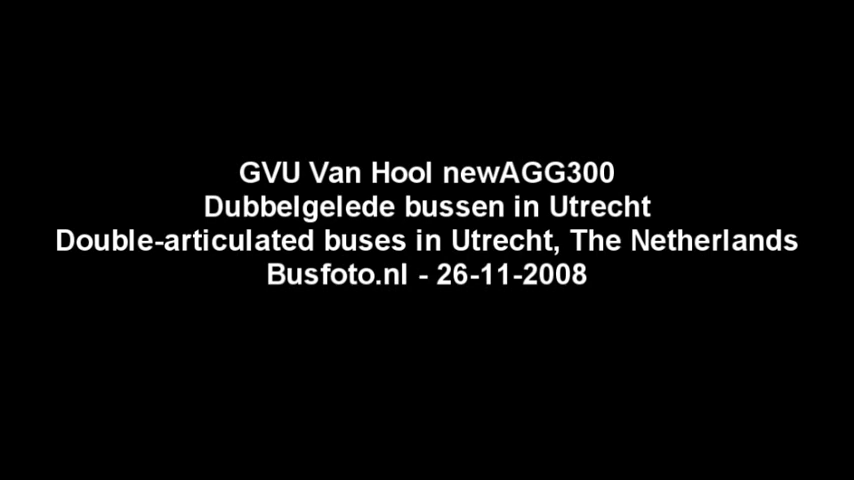 GVU Van Hool newAGG300
Dubbelgelede bussen in Utrecht
Double-articulated buses in Utrecht, The Netherlands
Busfoto.nl - 26-11-2008